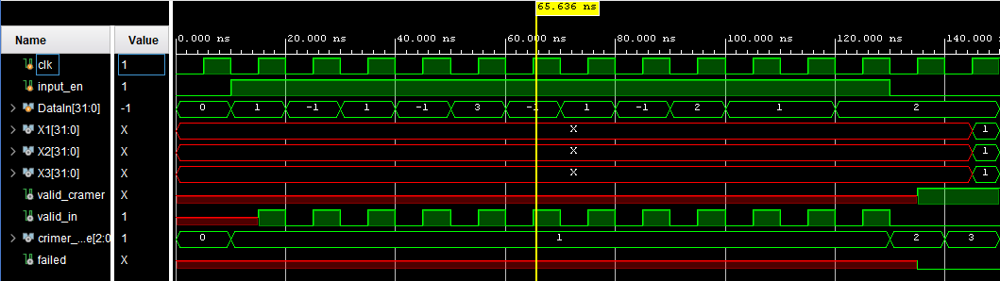 65.636 ns
Name Value
0.000 ns 20.000 ns 40.000 ns 60.000 ns 80.000 ns 100.000 ns 120.000 ns 140.000
clk 1
input_en 1
DataIn[31:0] -1 0 1 -1 1 -1 3 -1 1 -1 2 1 2
X1[31:0] X X 1
X2[31:0] X X 1
X3[31:0] X X 1
valid_cramer X
valid_in 1
crimer_...e[2:0 1 0 1 2 3
failed X